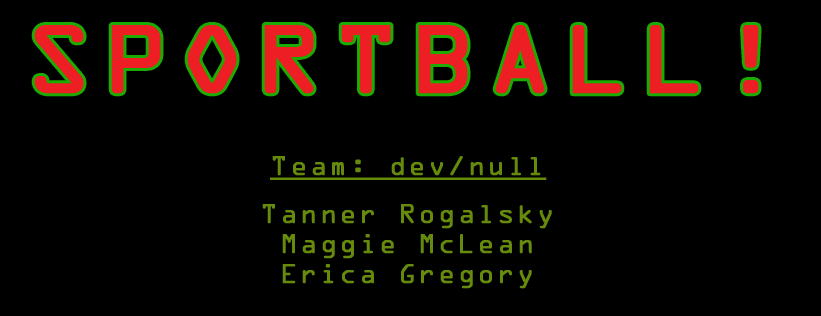 SPORTBALL!
Team: dev/null
Tanner Rogalsky
Maggie McLean
Erica Gregory